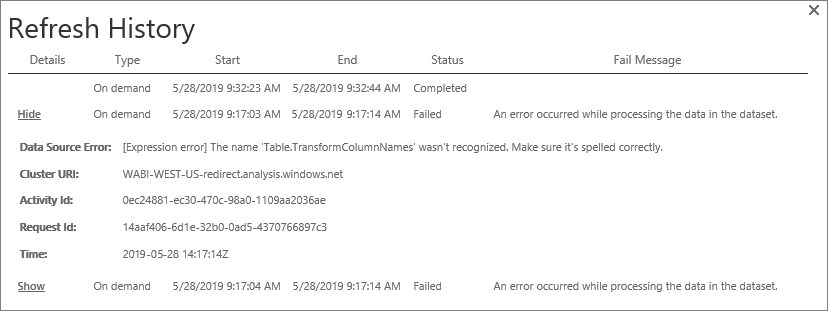 Refresh History
Details Type Start End Status Fail Message
On demand 5/28/2019 9:32:23 AM 5/28/2019 9:32:44 AM Completed
Hide On demand 5/28/2019 9:17:03 AM 5/28/2019 9:17:14 AM Failed An error occurred while processing the data in the dataset.
Data Source Error: [Expression error] The name 'Table.TransformColumnNames' wasn't recognized. Make sure it's spelled correctly.
Cluster URI: WABI-WEST-US-redirect.analysis.windows.net
Activity Id: 0ec24881-ec30-470c-98a0-1109aa2036ae
Request Id: 14aaf406-6d1e-32b0-0ad5-4370766897c3
Time: 2019-05-28 14:17:14Z
Show On demand 5/28/2019 9:17:04 AM 5/28/2019 9:17:14 AM Failed An error occurred while processing the data in the dataset.